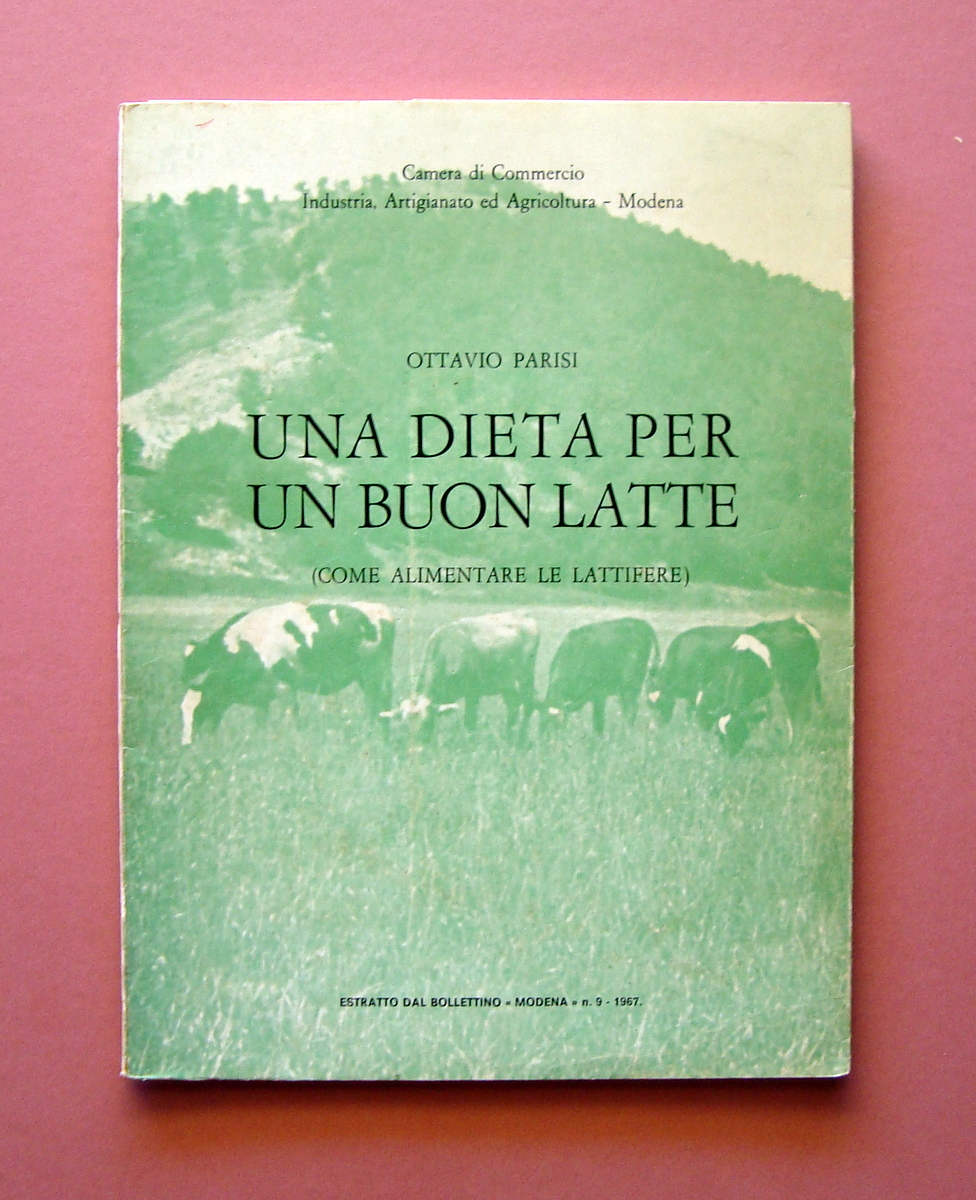 Camera di Commercio
Industria, Artigianato ed Agricoltura - Modena
OTTAVIO PARISI
UNA DIETA PER
UN BUON LATTE
(COME ALIMENTARE LE LATTIFERE)
ESTRATTO DAL BOLLETTINO « MODENA » n. 9 - 1967.